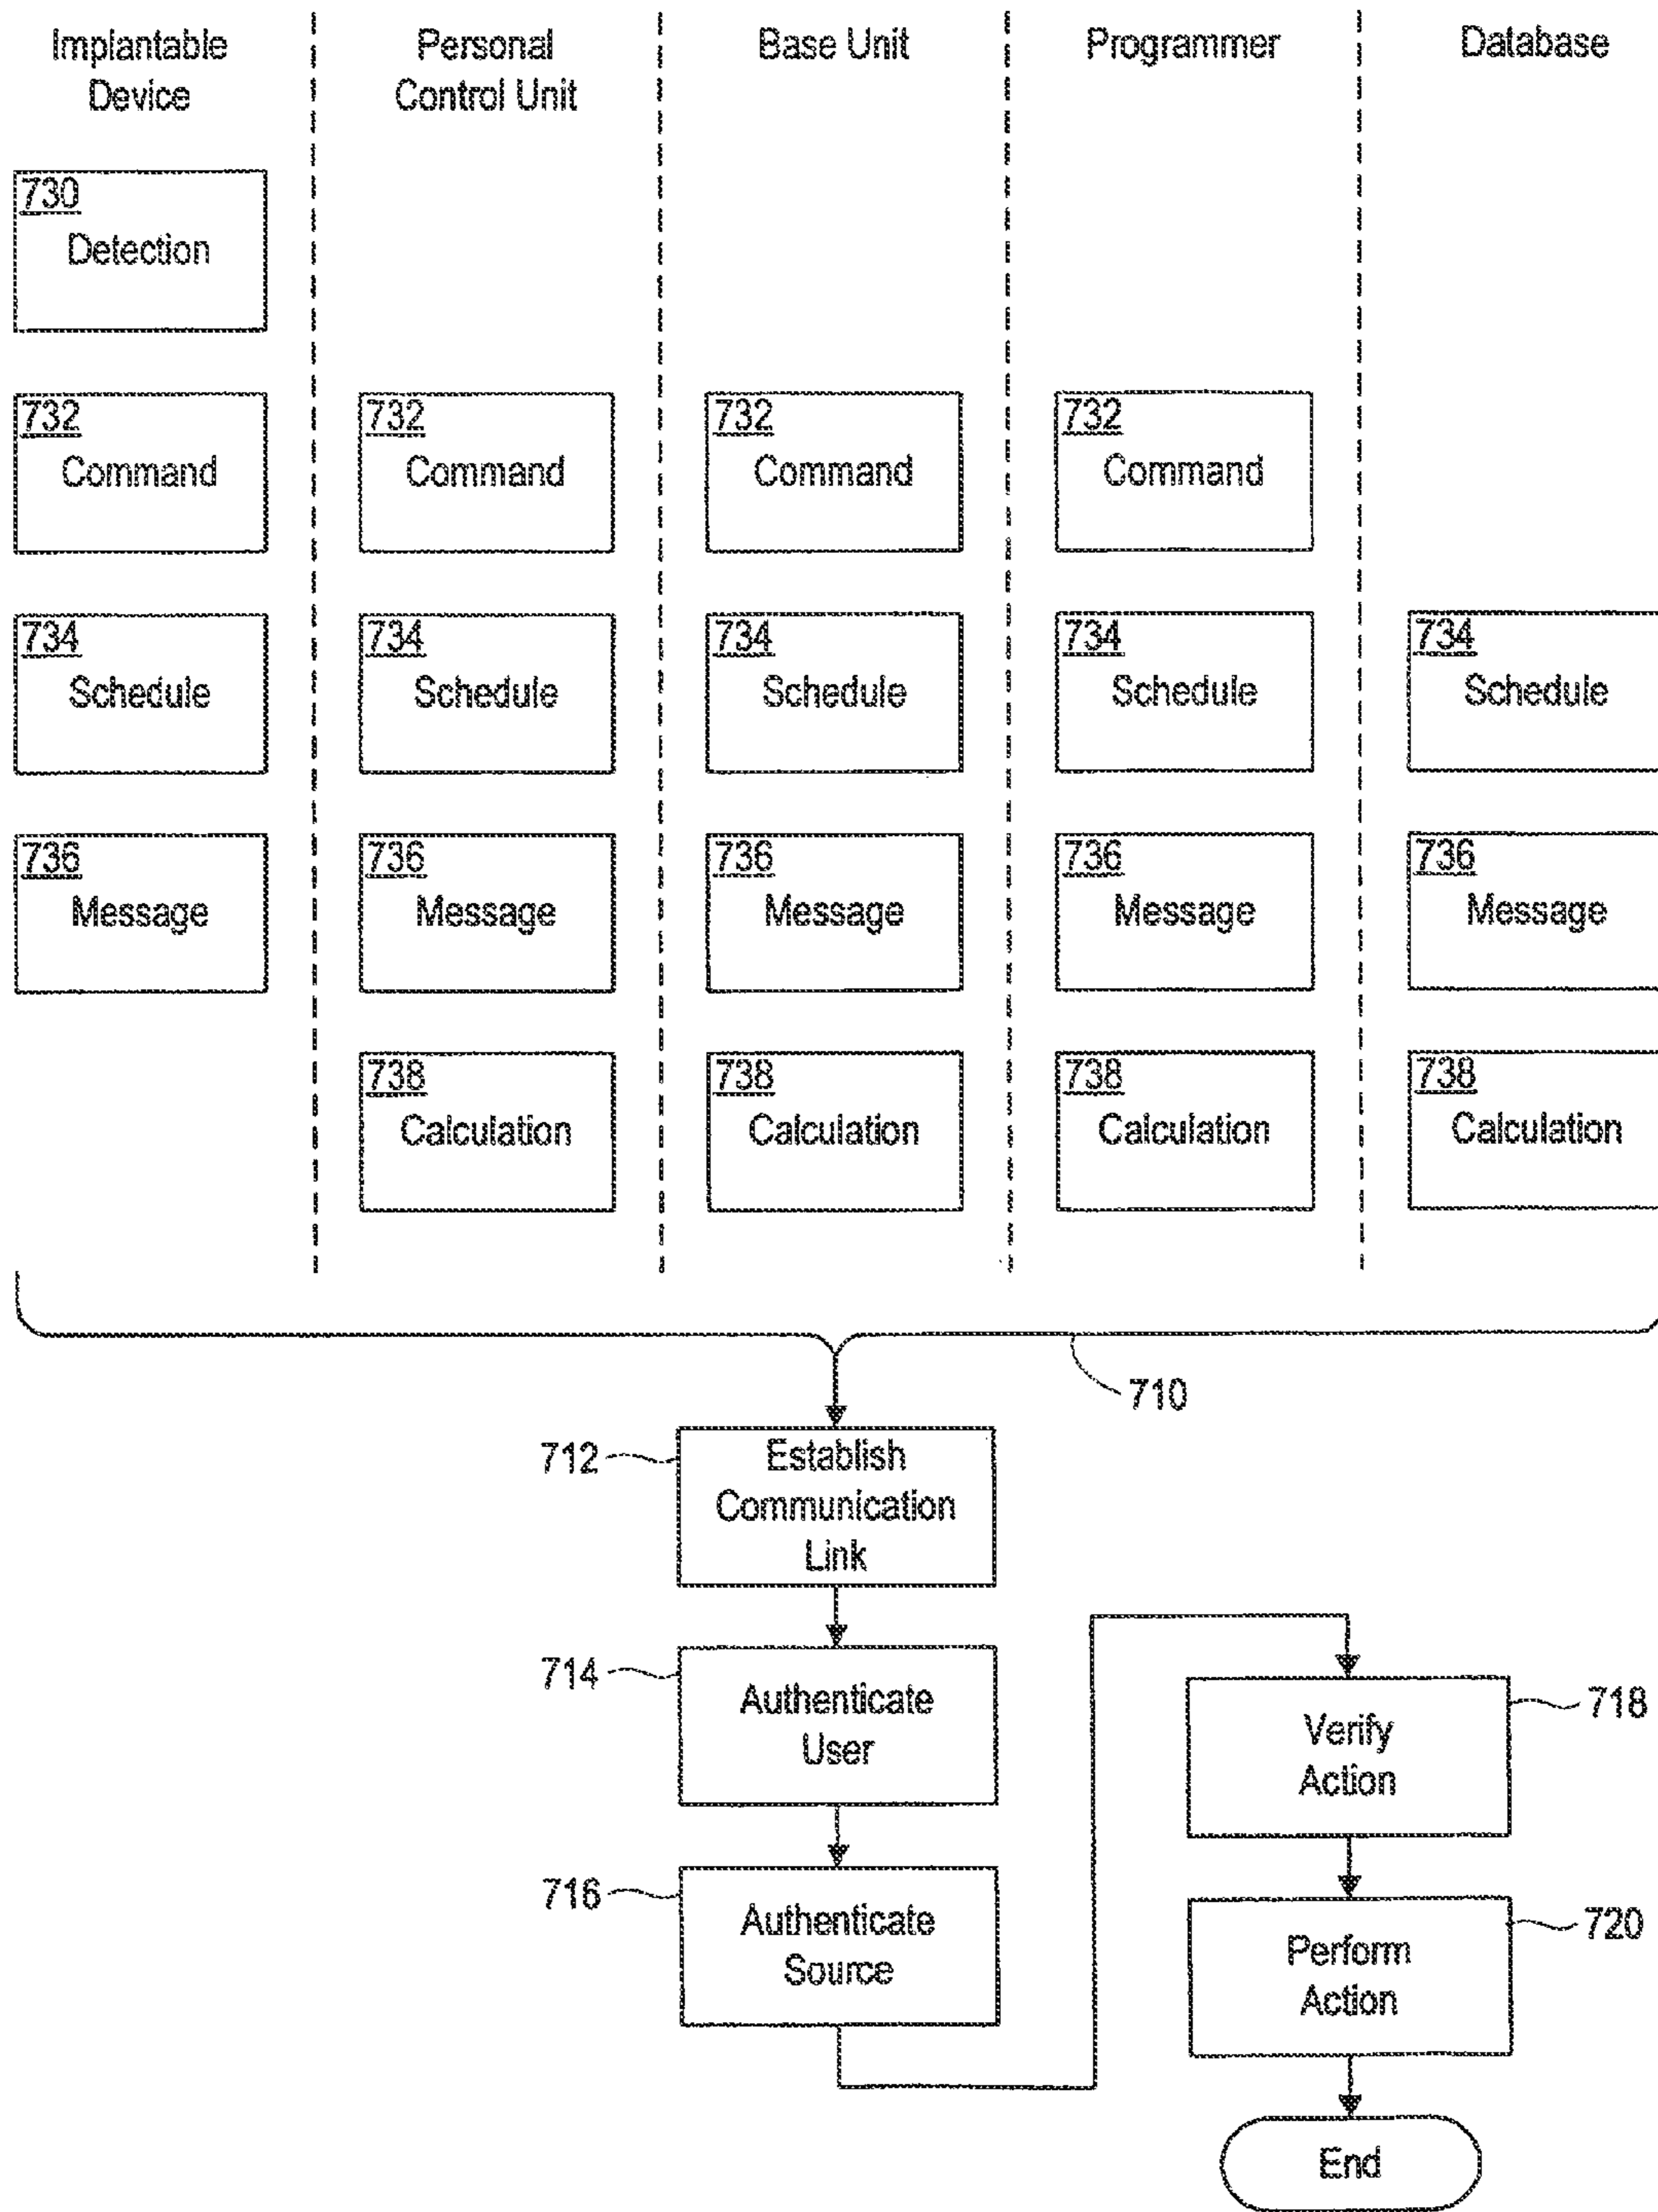 Implantable
Device
Personal
Control Unit
Base Unit
Programmer
Database
730
Detection
732
Command
732
Command
732
Command
732
Command
734
Schedule
734
Schedule
734
Schedule
734
Schedule
734
Schedule
736
Message
736
Message
736
Message
736
Message
736
Message
738
Calculation
738
Calculation
738
Calculation
738
Calculation
710
712
Establish
Communication
Link
714
Authenticate
User
716
Authenticate
Source
718
Verify
Action
720
Perform
Action
End